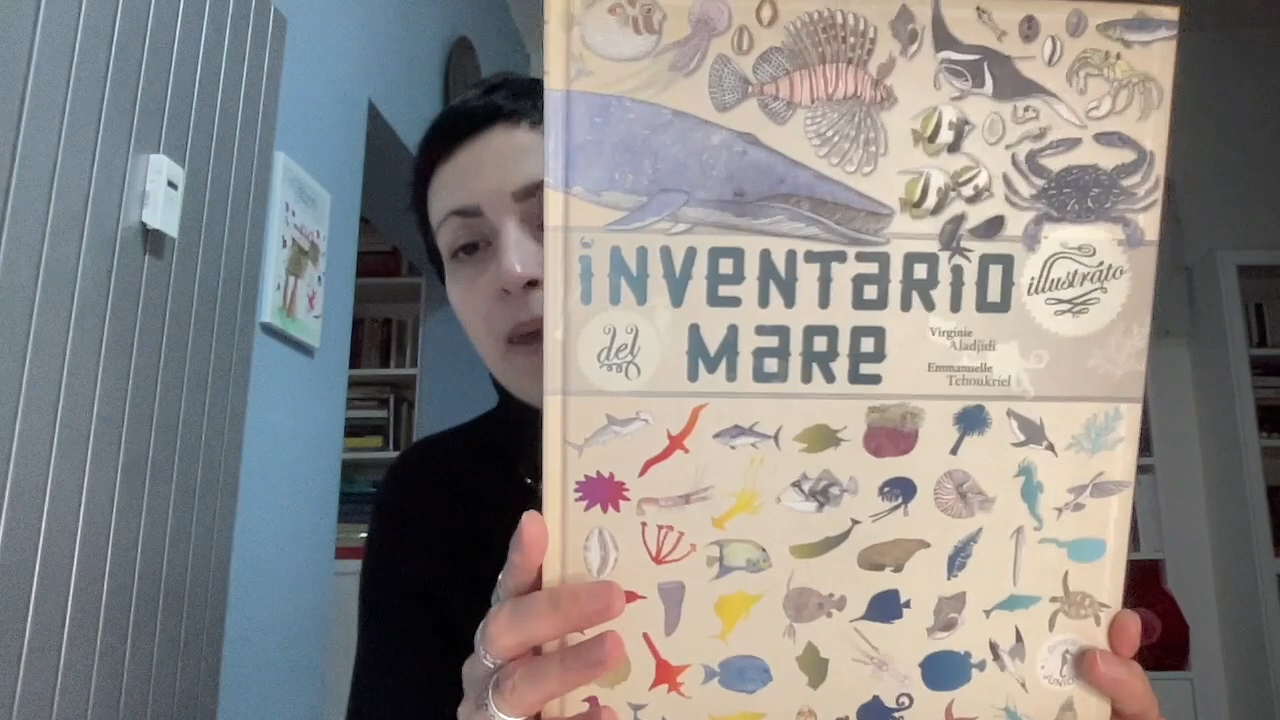 inventario
illustrato
del
mare
Virginie
Aladjidi
Emmanuelle
Tchoukriel